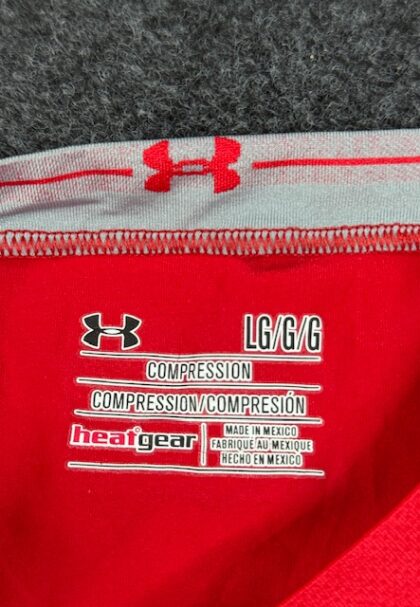 LG/G/G
COMPRESSION
COMPRESSION/COMPRESIÓN
heatgear
MADE IN MEXICO
FABRIQUÉ AU MEXIQUE
HECHO EN MEXICO